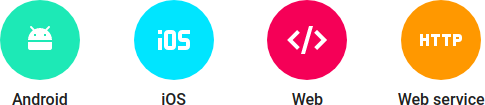 iOS
</>
HTTP
Android
iOS
Web
Web service